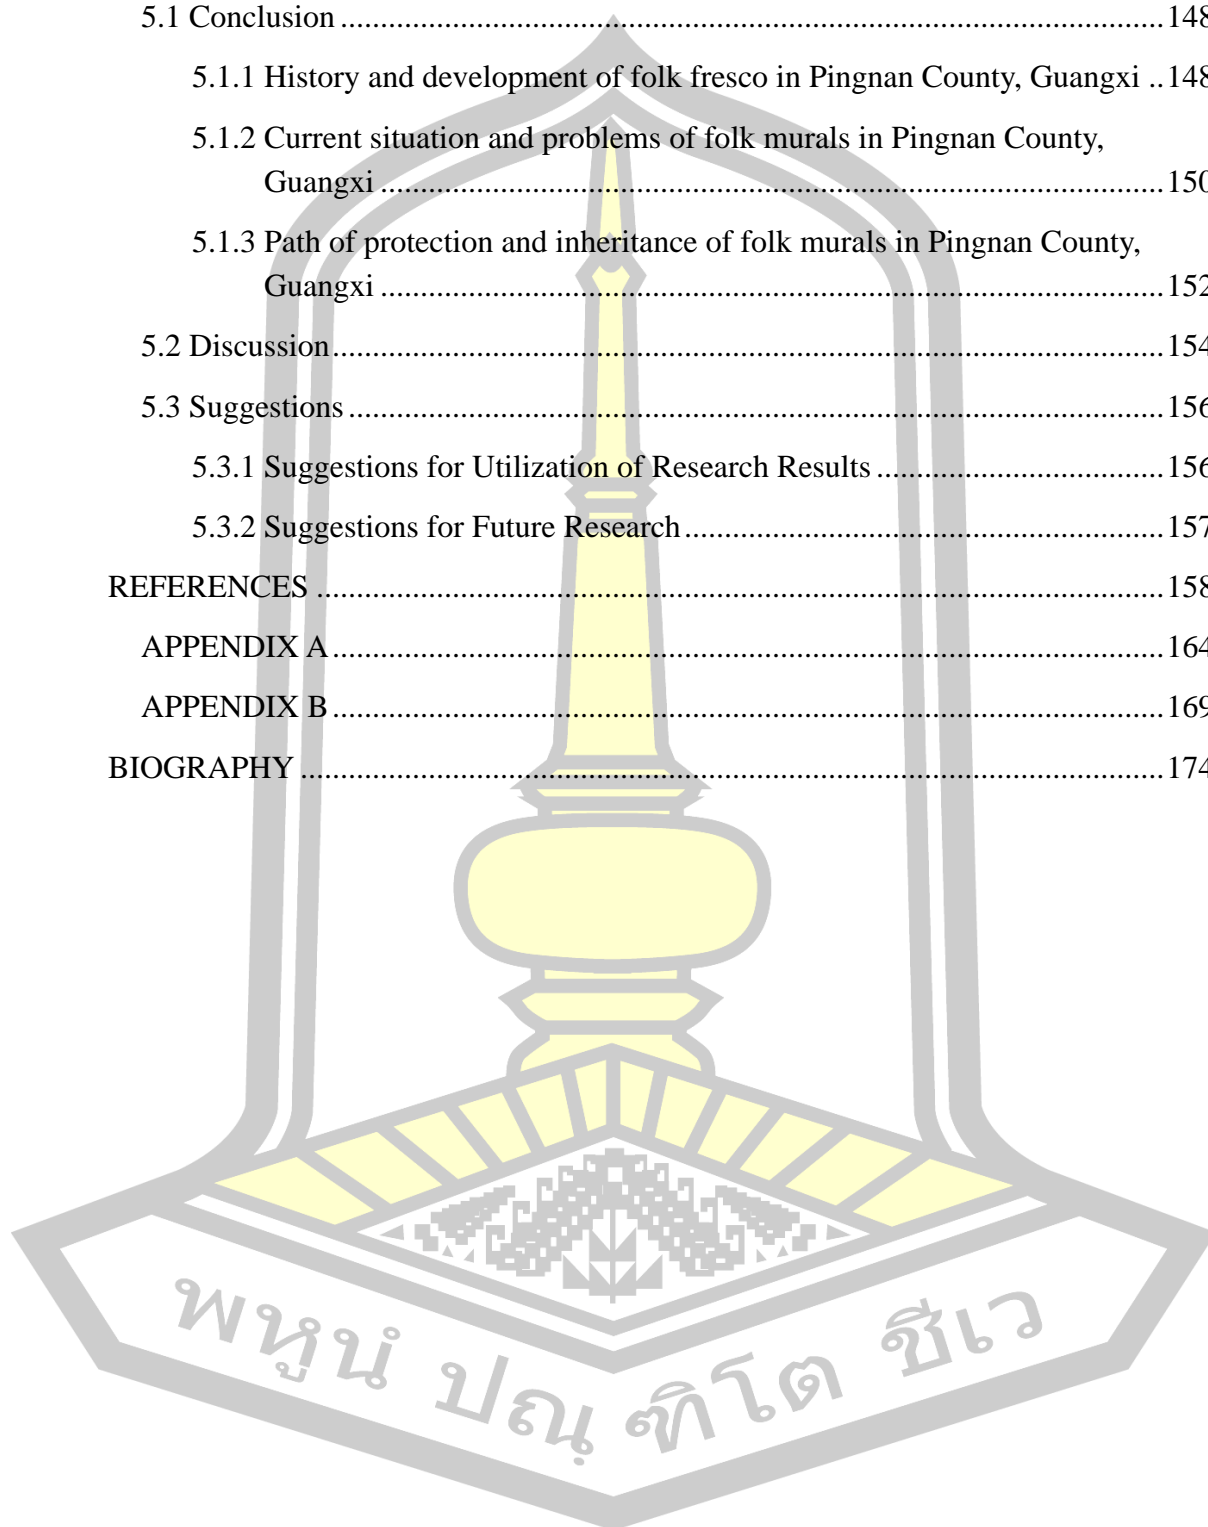 5.1 Conclusion ........................................................ 148
5.1.1 History and development of folk fresco in Pingnan County, Guangxi ..148
5.1.2 Current situation and problems of folk murals in Pingnan County,
Guangxi ........................................................ 150
5.1.3 Path of protection and inheritance of folk murals in Pingnan County,
Guangxi ........................................................ 152
5.2 Discussion ........................................................ 154
5.3 Suggestions ........................................................ 156
5.3.1 Suggestions for Utilization of Research Results ........................ 156
5.3.2 Suggestions for Future Research ........................................ 157
REFERENCES ........................................................ 158
APPENDIX A ........................................................ 164
APPENDIX B ........................................................ 169
BIOGRAPHY ........................................................ 174
พหูนํ ปณฺฑิโต ชีเว